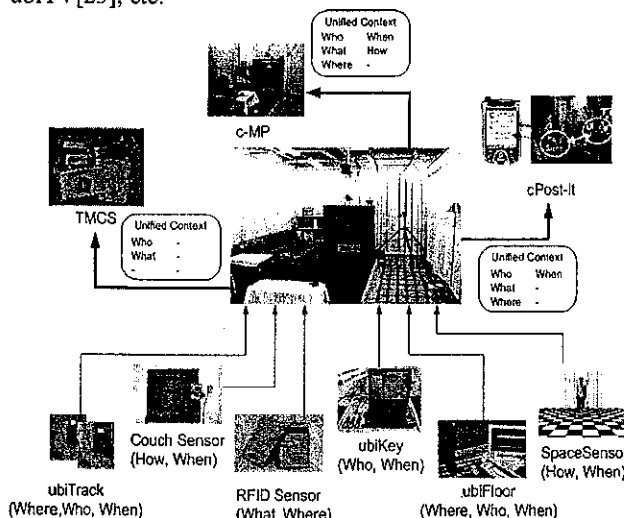 etc.
Unified Context
Who When
What How
Where -
c-MP
cPost-it
TMCS
Unified Context
Who -
What -
- -
Unified Context
Who When
What -
Where -
Couch Sensor
(How, When)
ubiKey
(Who, When)
SpaceSensor
(How, When)
ubiTrack
(Where,Who, When)
RFID Sensor
(What, Where)
ubiFloor
(Where, Who, When)